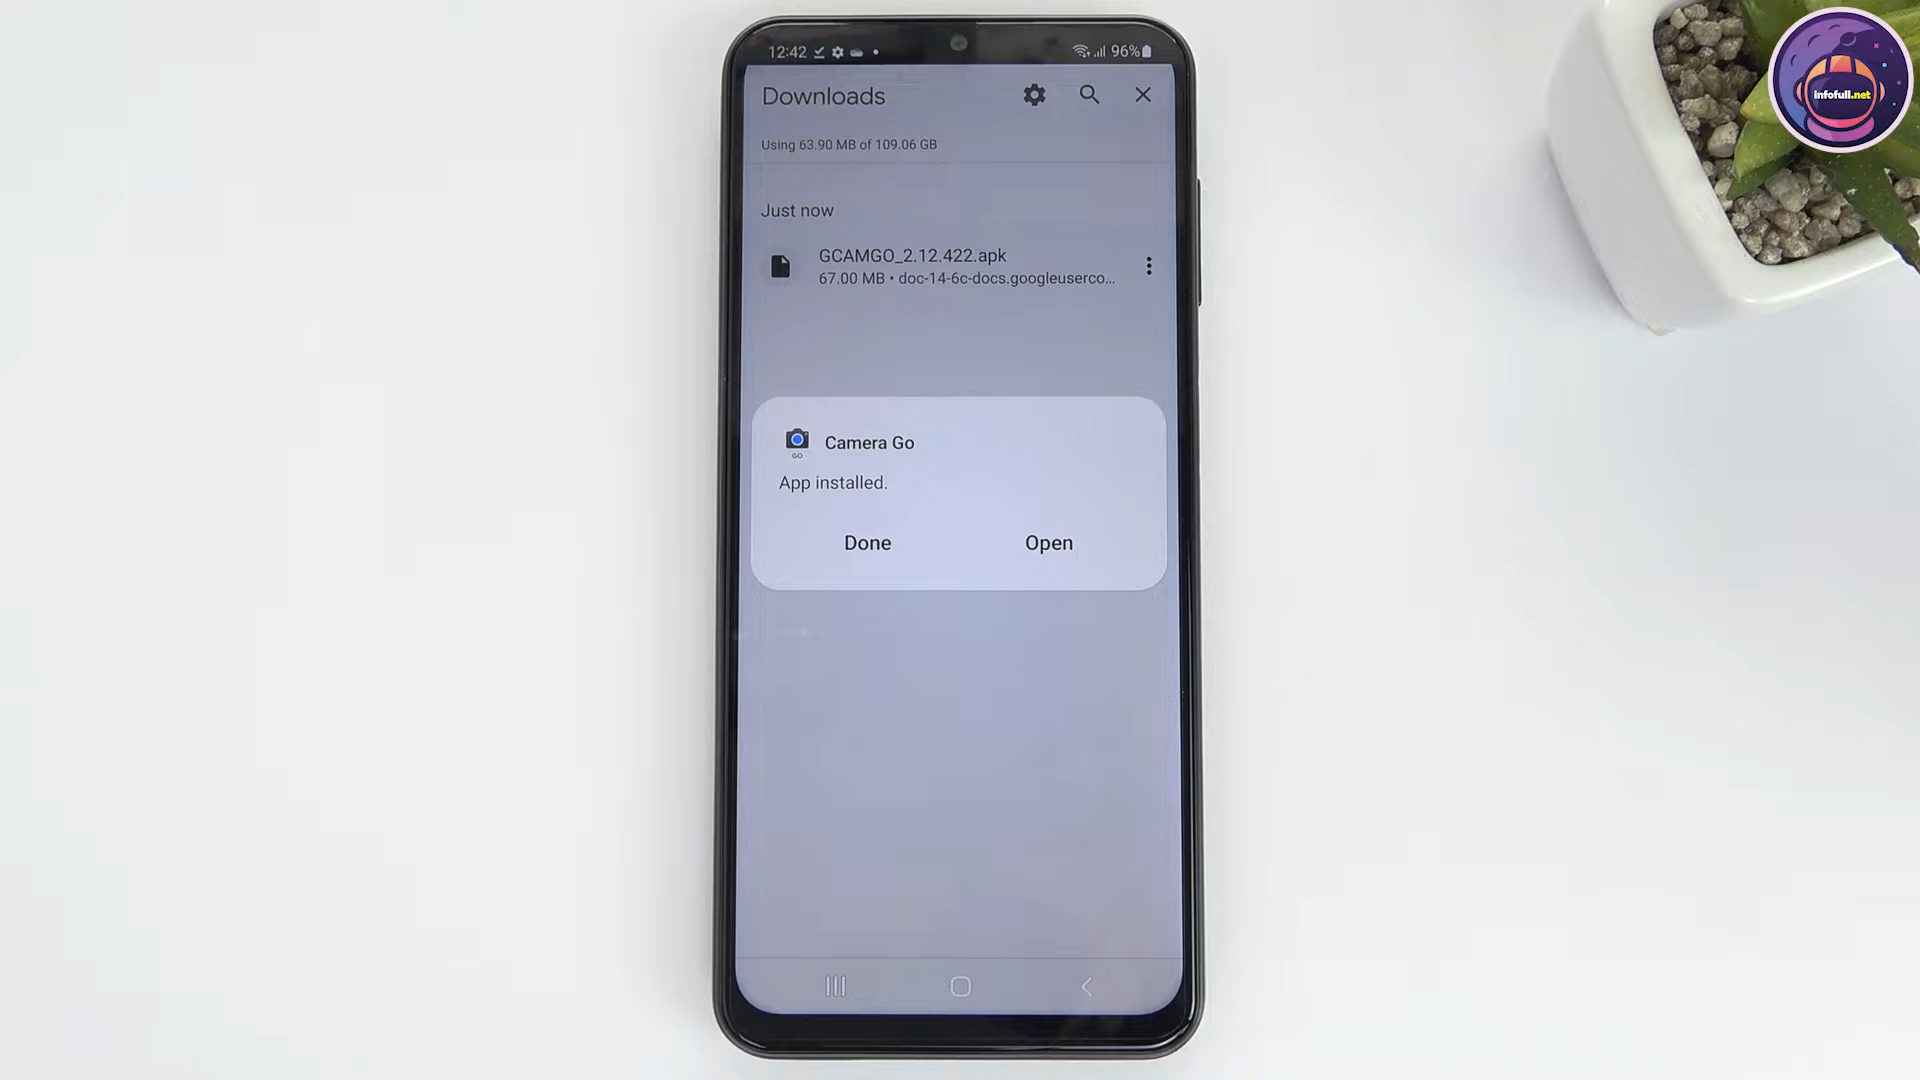 infofull.net
12:42 96%
Downloads
Using 63.90 MB of 109.06 GB
Just now
GCAMGO_2.12.422.apk
67.00 MB • doc-14-6c-docs.googleuserco...
Camera Go
GO
App installed.
Done Open